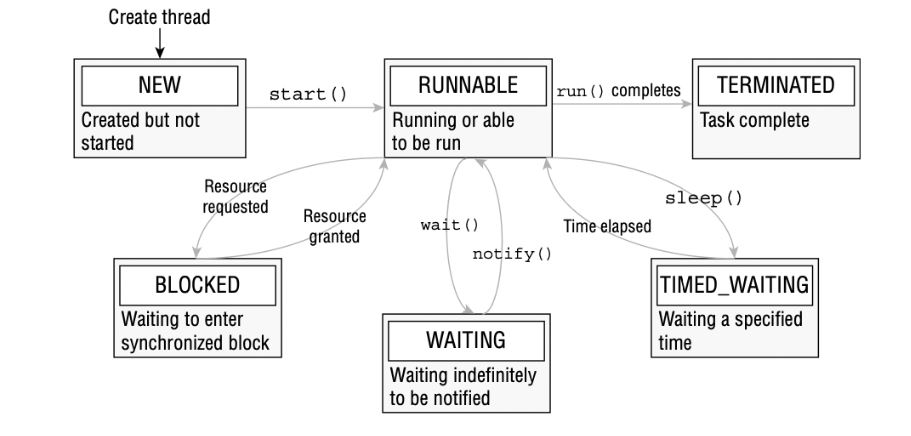 Create thread
NEW
Created but not
started
start()
RUNNABLE
Running or able
to be run
run() completes
TERMINATED
Task complete
Resource
requested
Resource
granted
wait()
notify()
Time elapsed
sleep()
BLOCKED
Waiting to enter
synchronized block
WAITING
Waiting indefinitely
to be notified
TIMED_WAITING
Waiting a specified
time